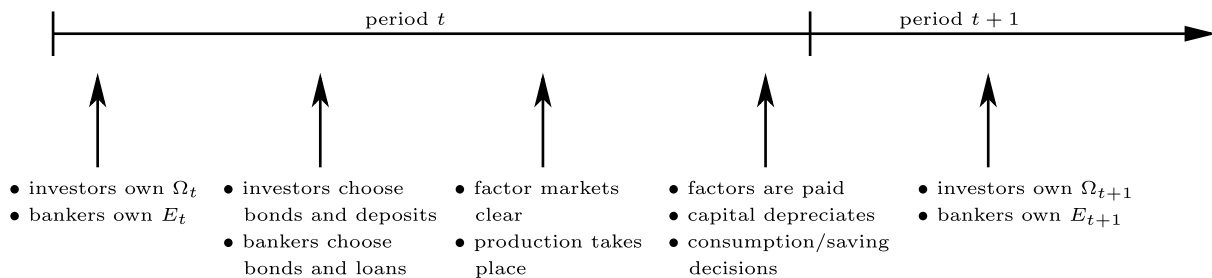 period t
period t + 1
• investors own Ω_t
• bankers own E_t
• investors choose
bonds and deposits
• bankers choose
bonds and loans
• factor markets
clear
• production takes
place
• factors are paid
• capital depreciates
• consumption/saving
decisions
• investors own Ω_{t+1}
• bankers own E_{t+1}